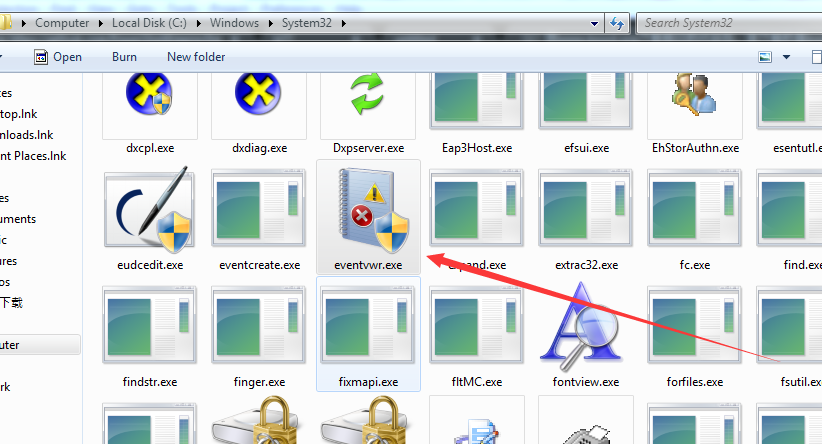 Computer ▸ Local Disk (C:) ▸ Windows ▸ System32 ▸
Search System32
Open Burn New folder
dxcpl.exe dxdiag.exe Dxpserver.exe Eap3Host.exe efsui.exe EhStorAuthn.exe esentutl.e
eudcedit.exe eventcreate.exe eventvwr.exe expand.exe extrac32.exe fc.exe find.exe
findstr.exe finger.exe fixmapi.exe fltMC.exe fontview.exe forfiles.exe fsutil.ex
tes
top.lnk
nloads.lnk
nt Places.lnk
es
uments
ic
ures
os
下载
uter
rk